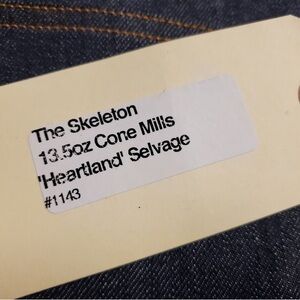 The Skeleton
13.5oz Cone Mills
'Heartland' Selvage
#1143